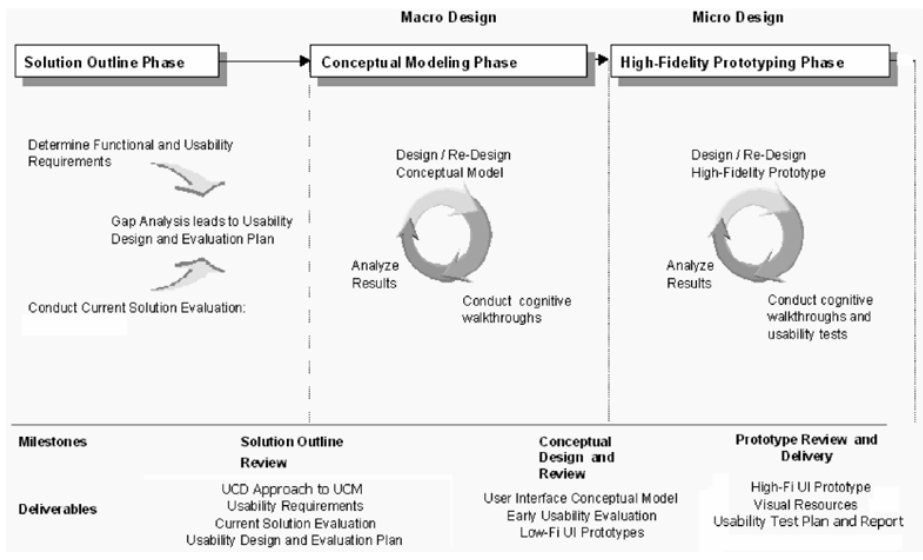 Macro Design
Micro Design
Solution Outline Phase
Conceptual Modeling Phase
High-Fidelity Prototyping Phase
Determine Functional and Usability
Requirements
Gap Analysis leads to Usability
Design and Evaluation Plan
Conduct Current Solution Evaluation:
Design / Re-Design
Conceptual Model
Analyze
Results
Conduct cognitive
walkthroughs
Design / Re-Design
High-Fidelity Prototype
Analyze
Results
Conduct cognitive
walkthroughs and
usability tests
Milestones
Solution Outline
Review
Conceptual
Design and
Review
Prototype Review and
Delivery
Deliverables
UCD Approach to UCM
Usability Requirements
Current Solution Evaluation
Usability Design and Evaluation Plan
User Interface Conceptual Model
Early Usability Evaluation
Low-Fi UI Prototypes
High-Fi UI Prototype
Visual Resources
Usability Test Plan and Report